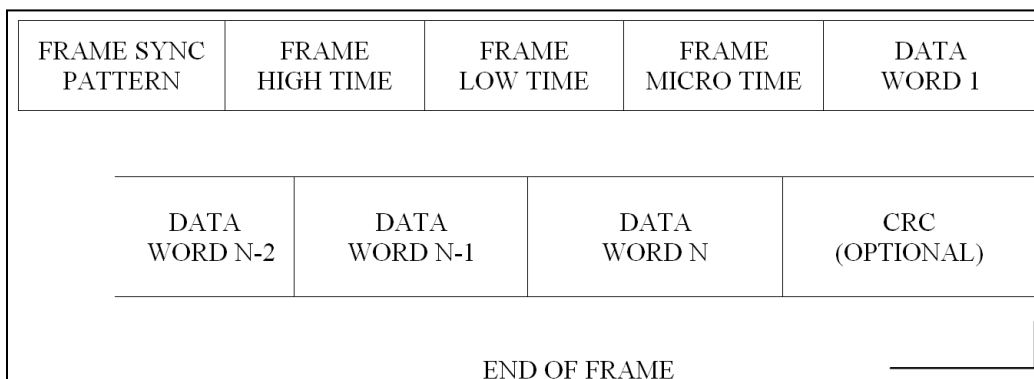 FRAME SYNC PATTERN
FRAME HIGH TIME
FRAME LOW TIME
FRAME MICRO TIME
DATA WORD 1
DATA WORD N-2
DATA WORD N-1
DATA WORD N
CRC (OPTIONAL)
END OF FRAME